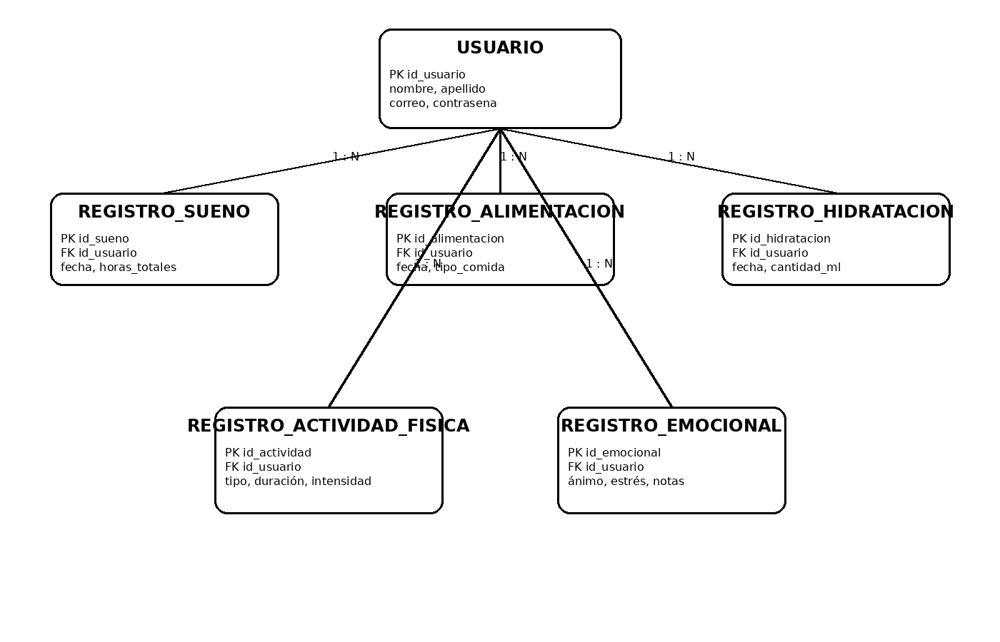 USUARIO
PK id_usuario
nombre, apellido
correo, contrasena
1 : N
1 : N
1 : N
REGISTRO_SUENO
PK id_sueno
FK id_usuario
fecha, horas_totales
REGISTRO_ALIMENTACION
PK id_alimentacion
FK id_usuario
fecha, tipo_comida
1 : N
1 : N
REGISTRO_HIDRATACION
PK id_hidratacion
FK id_usuario
fecha, cantidad_ml
REGISTRO_ACTIVIDAD_FISICA
PK id_actividad
FK id_usuario
tipo, duración, intensidad
REGISTRO_EMOCIONAL
PK id_emocional
FK id_usuario
ánimo, estrés, notas